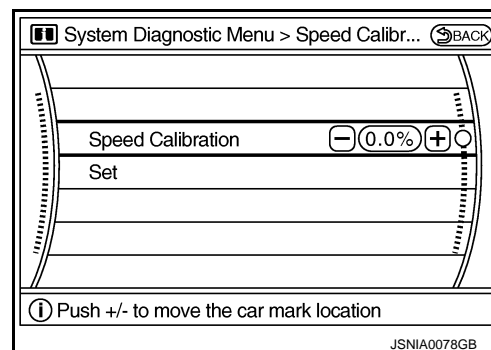 System Diagnostic Menu > Speed Calibr... BACK
Speed Calibration − 0.0% +
Set
Push +/- to move the car mark location
JSNIA0078GB